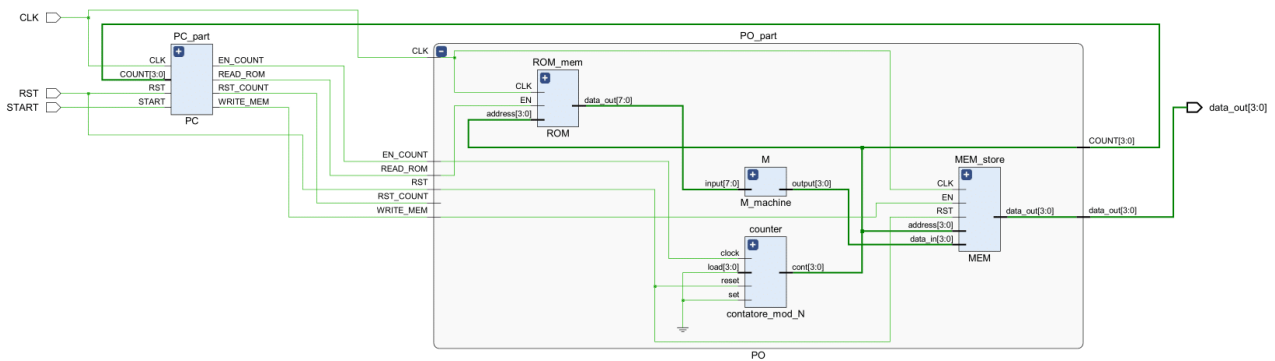 CLK
RST
START
PC_part
CLK
COUNT[3:0]
RST
START
EN_COUNT
READ_ROM
RST_COUNT
WRITE_MEM
PC
PO_part
CLK
EN_COUNT
READ_ROM
RST
RST_COUNT
WRITE_MEM
ROM_mem
CLK
EN
address[3:0]
data_out[7:0]
ROM
M
input[7:0]
output[3:0]
M_machine
counter
clock
load[3:0]
reset
set
cont[3:0]
contatore_mod_N
MEM_store
CLK
EN
RST
address[3:0]
data_in[3:0]
data_out[3:0]
MEM
COUNT[3:0]
data_out[3:0]
PO
data_out[3:0]